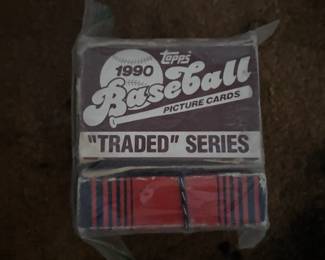 topps
1990
Baseball
PICTURE CARDS
"TRADED" SERIES